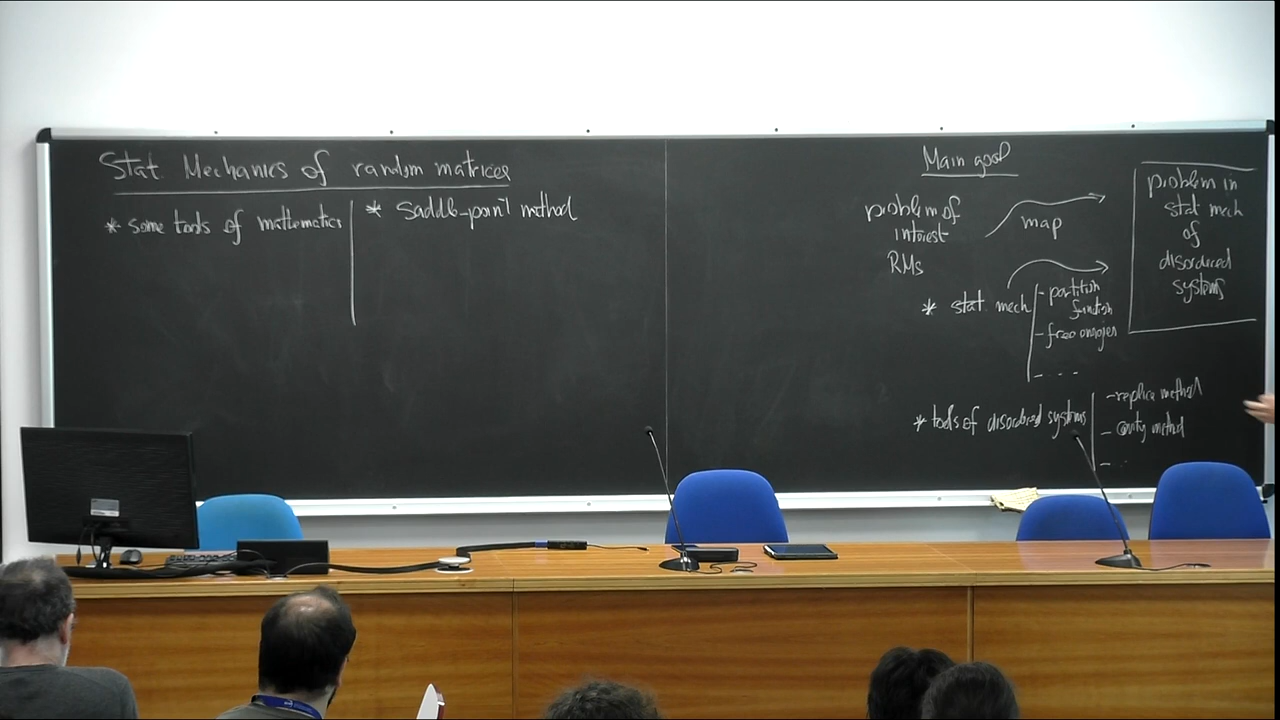 Stat Mechanics of random matrices
* some tools of mathematics
* Saddle-point method
Main goal
problem of
interest
RMs
map
problem in
stat mech
of
disordered
systems
* stat mech
- partition
function
- free energies
- ...
* tools of disordered systems
- replica method
- cavity method
- ..